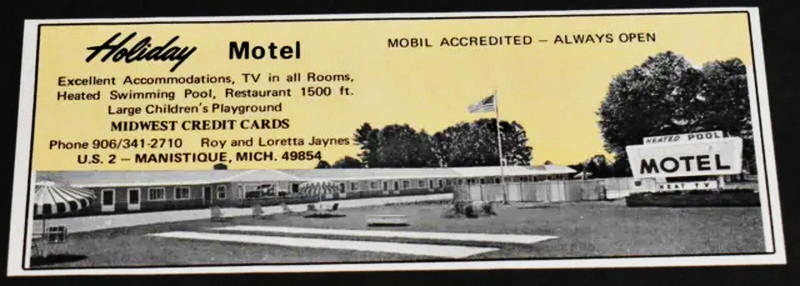 Holiday Motel
MOBIL ACCREDITED – ALWAYS OPEN
Excellent Accommodations, TV in all Rooms,
Heated Swimming Pool, Restaurant 1500 ft.
Large Children's Playground
MIDWEST CREDIT CARDS
Phone 906/341-2710 Roy and Loretta Jaynes
U.S. 2 – MANISTIQUE, MICH. 49854
HEATED POOL
MOTEL
HEAT TV